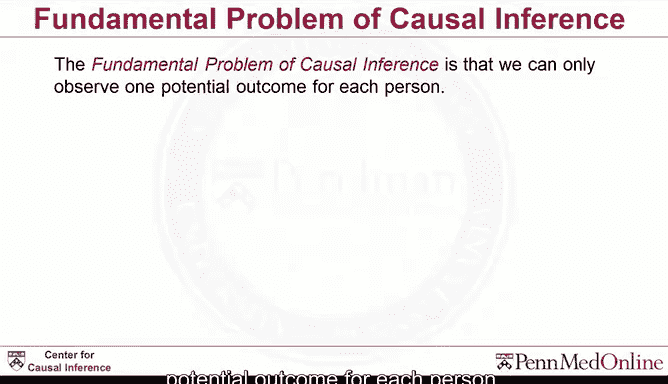 Fundamental Problem of Causal Inference
The Fundamental Problem of Causal Inference is that we can only
observe one potential outcome for each person.
Center for
Causal Inference
PennMedOnline
potential outcome for each person